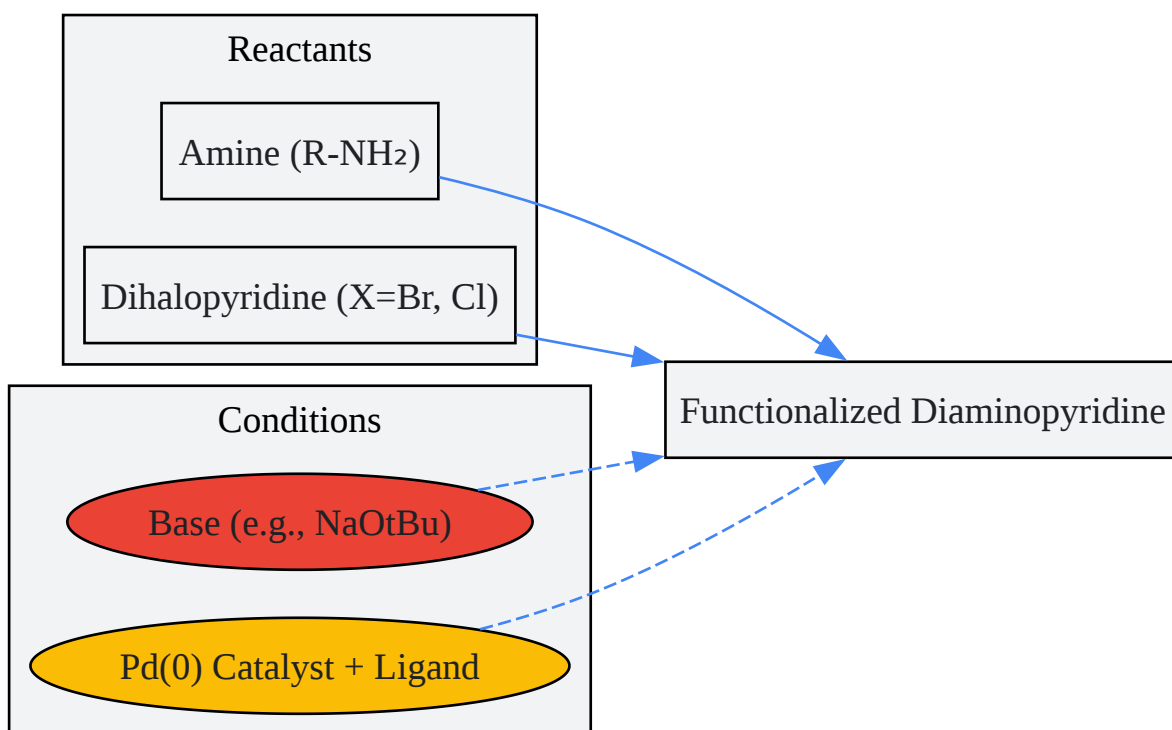 Reactants
Amine (R-NH₂)
Dihalopyridine (X=Br, Cl)
Functionalized Diaminopyridine
Conditions
Base (e.g., NaOtBu)
Pd(0) Catalyst + Ligand